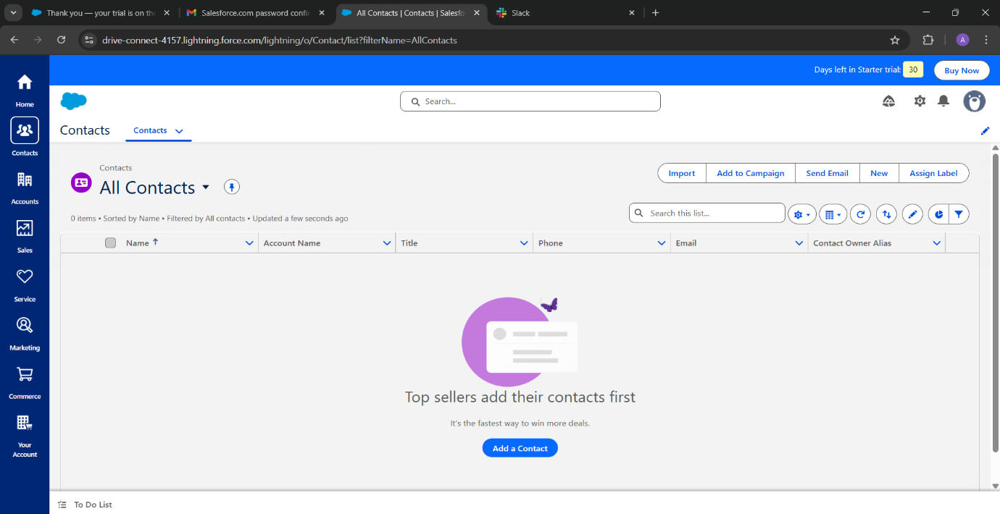 Thank you — your trial is on the
Salesforce.com password confir
All Contacts | Contacts | Salesfo
Slack
drive-connect-4157.lightning.force.com/lightning/o/Contact/list?filterName=AllContacts
A
Days left in Starter trial: 30
Buy Now
Home
Search...
Contacts
Contacts
Contacts
Contacts
All Contacts
Import
Add to Campaign
Send Email
New
Assign Label
Accounts
0 items • Sorted by Name • Filtered by All contacts • Updated a few seconds ago
Search this list...
Name
Account Name
Title
Phone
Email
Contact Owner Alias
Sales
Service
Marketing
Commerce
Your
Account
Top sellers add their contacts first
It's the fastest way to win more deals.
Add a Contact
To Do List